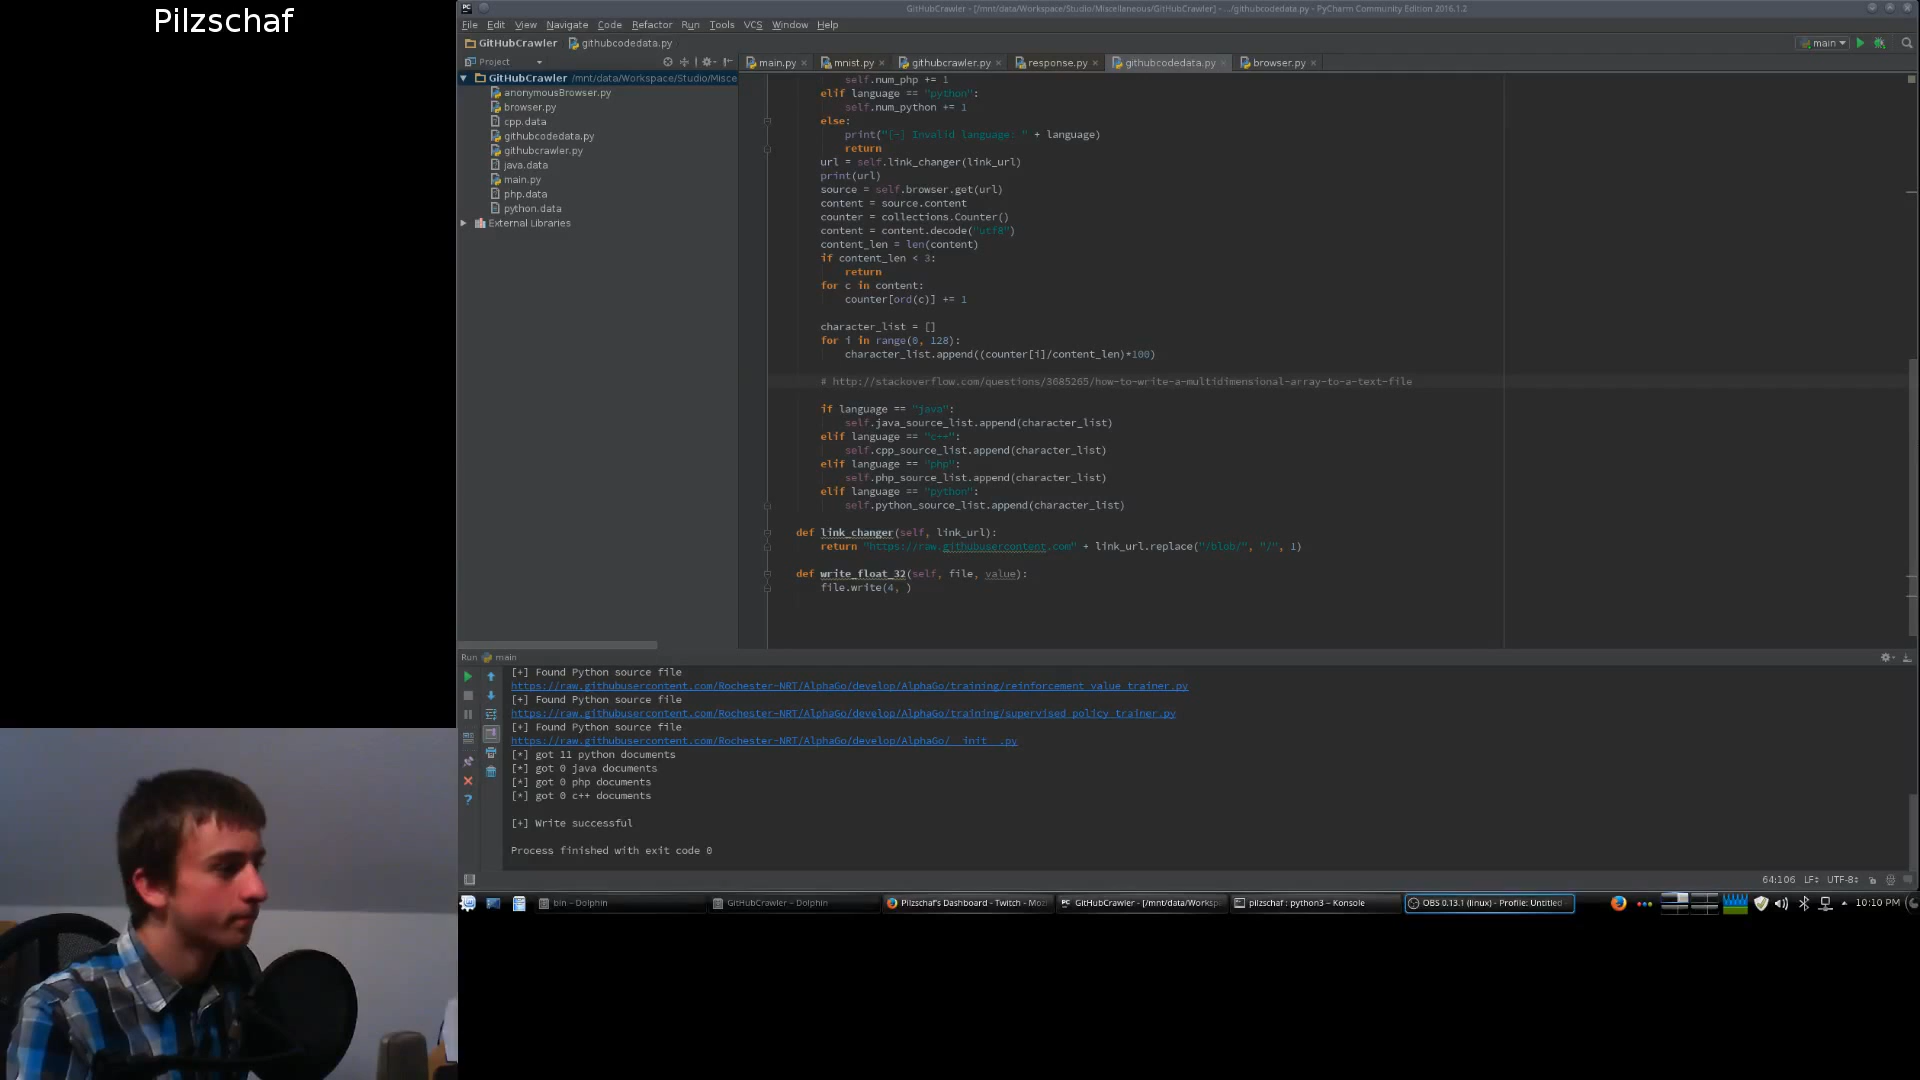 Pilzschaf
GitHubCrawler - [/mnt/data/Workspace/Studio/Miscellaneous/GitHubCrawler] - .../githubcodedata.py - PyCharm Community Edition 2016.1.2
File Edit View Navigate Code Refactor Run Tools VCS Window Help
GitHubCrawler githubcodedata.py main
Project
main.py mnist.py githubcrawler.py response.py githubcodedata.py browser.py
GitHubCrawler /mnt/data/Workspace/Studio/Misce
anonymousBrowser.py
browser.py
cpp.data
githubcodedata.py
githubcrawler.py
java.data
main.py
php.data
python.data
External Libraries
self.num_php += 1
elif language == "python":
self.num_python += 1
else:
print("[-] Invalid language: " + language)
return
url = self.link_changer(link_url)
print(url)
source = self.browser.get(url)
content = source.content
counter = collections.Counter()
content = content.decode("utf8")
content_len = len(content)
if content_len < 3:
return
for c in content:
counter[ord(c)] += 1
character_list = []
for i in range(0, 128):
character_list.append((counter[i]/content_len)*100)
# http://stackoverflow.com/questions/3685265/how-to-write-a-multidimensional-array-to-a-text-file
if language == "java":
self.java_source_list.append(character_list)
elif language == "c++":
self.cpp_source_list.append(character_list)
elif language == "php":
self.php_source_list.append(character_list)
elif language == "python":
self.python_source_list.append(character_list)
def link_changer(self, link_url):
return "https://raw.githubusercontent.com" + link_url.replace("/blob/", "/", 1)
def write_float_32(self, file, value):
file.write(4, )
Run main
[+] Found Python source file
https://raw.githubusercontent.com/Rochester-NRT/AlphaGo/develop/AlphaGo/training/reinforcement_value_trainer.py
[+] Found Python source file
https://raw.githubusercontent.com/Rochester-NRT/AlphaGo/develop/AlphaGo/training/supervised_policy_trainer.py
[+] Found Python source file
https://raw.githubusercontent.com/Rochester-NRT/AlphaGo/develop/AlphaGo/__init__.py
[*] got 11 python documents
[*] got 0 java documents
[*] got 0 php documents
[*] got 0 c++ documents
[+] Write successful
Process finished with exit code 0
64:106 LF÷ UTF-8÷
bin – Dolphin GitHubCrawler – Dolphin Pilzschaf's Dashboard - Twitch - Moz GitHubCrawler - [/mnt/data/Worksp pilzschaf : python3 – Konsole OBS 0.13.1 (linux) - Profile: Untitled 10:10 PM